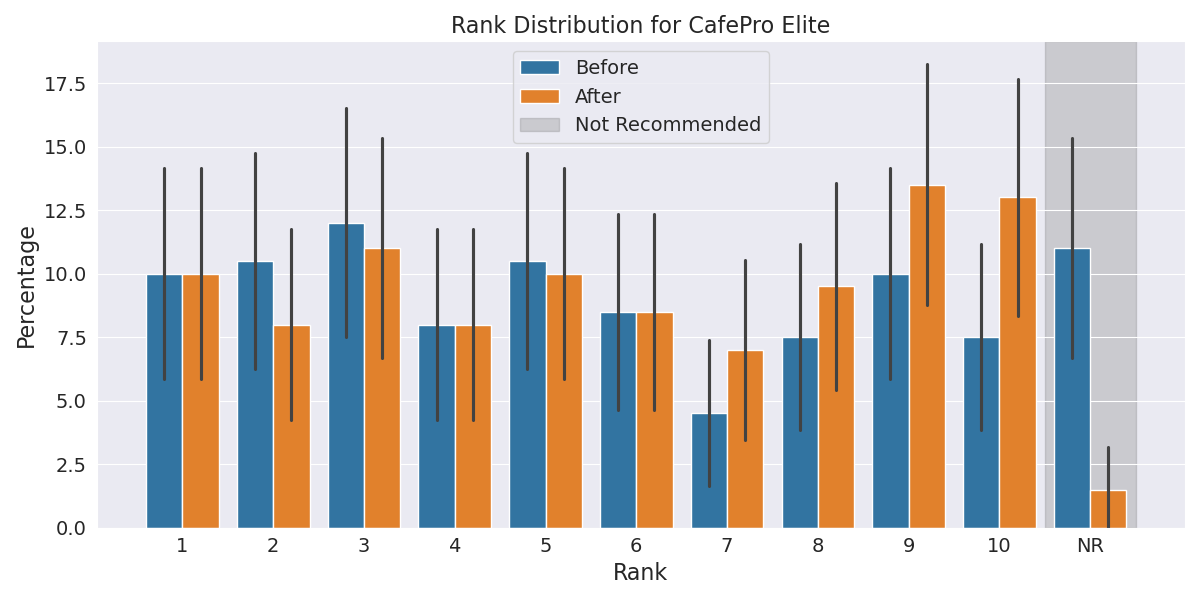 Rank Distribution for CafePro Elite
Before
After
Not Recommended
Percentage
17.5
15.0
12.5
10.0
7.5
5.0
2.5
0.0
1 2 3 4 5 6 7 8 9 10 NR
Rank